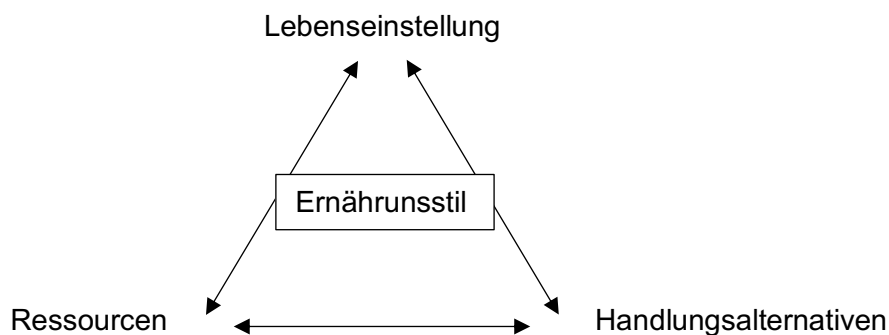 Lebenseinstellung
Ernährunsstil
Ressourcen
Handlungsalternativen